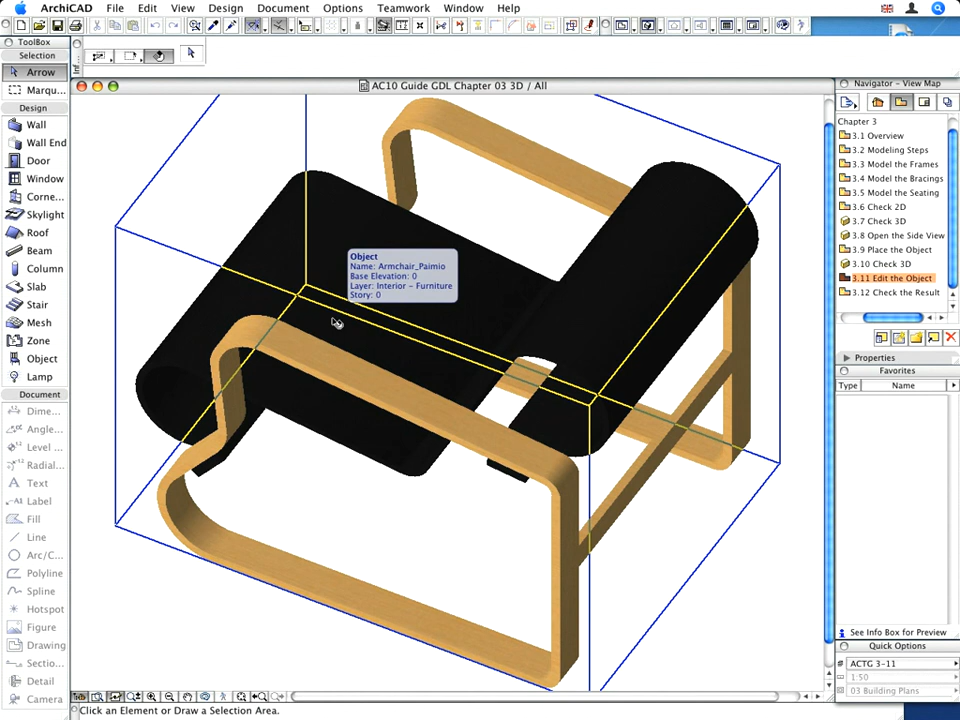 ArchiCAD File Edit View Design Document Options Teamwork Window Help
ToolBox
Selection
Arrow
Marqu...
Design
Wall
Wall End
Door
Window
Corne...
Skylight
Roof
Beam
Column
Slab
Stair
Mesh
Zone
Object
Lamp
Document
Dime...
Angle...
Level ...
Radial...
Text
Label
Fill
Line
Arc/C...
Polyline
Spline
Hotspot
Figure
Drawing
Sectio...
Detail
Camera
AC10 Guide GDL Chapter 03 3D / All
Object
Name: Armchair_Paimio
Base Elevation: 0
Layer: Interior - Furniture
Story: 0
Click an Element or Draw a Selection Area.
Navigator - View Map
Chapter 3
3.1 Overview
3.2 Modeling Steps
3.3 Model the Frames
3.4 Model the Bracings
3.5 Model the Seating
3.6 Check 2D
3.7 Check 3D
3.8 Open the Side View
3.9 Place the Object
3.10 Check 3D
3.11 Edit the Object
3.12 Check the Result
Properties
Favorites
Type Name
See Info Box for Preview
Quick Options
ACTG 3-11
1:50
03 Building Plans